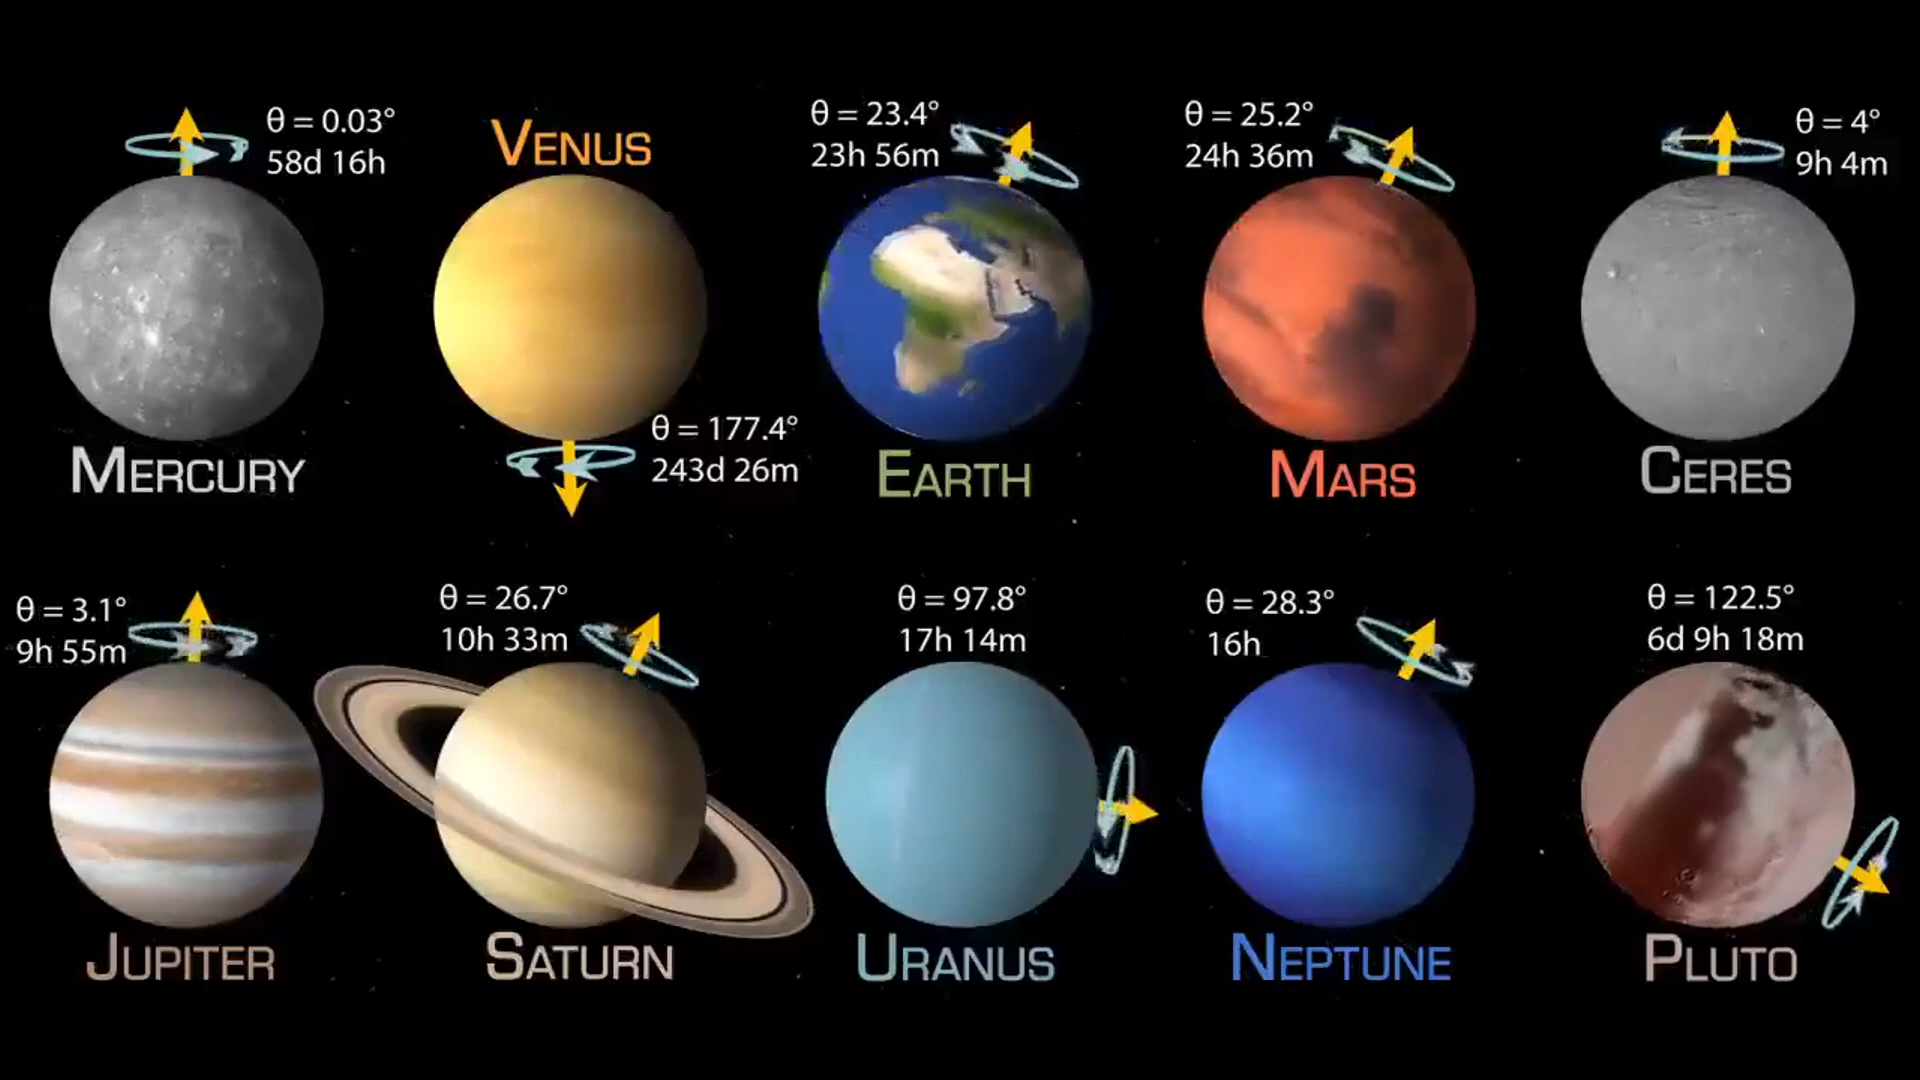 θ = 0.03°
58d 16h
MERCURY
VENUS
θ = 177.4°
243d 26m
θ = 23.4°
23h 56m
EARTH
θ = 25.2°
24h 36m
MARS
θ = 4°
9h 4m
CERES
θ = 3.1°
9h 55m
JUPITER
θ = 26.7°
10h 33m
SATURN
θ = 97.8°
17h 14m
URANUS
θ = 28.3°
16h
NEPTUNE
θ = 122.5°
6d 9h 18m
PLUTO